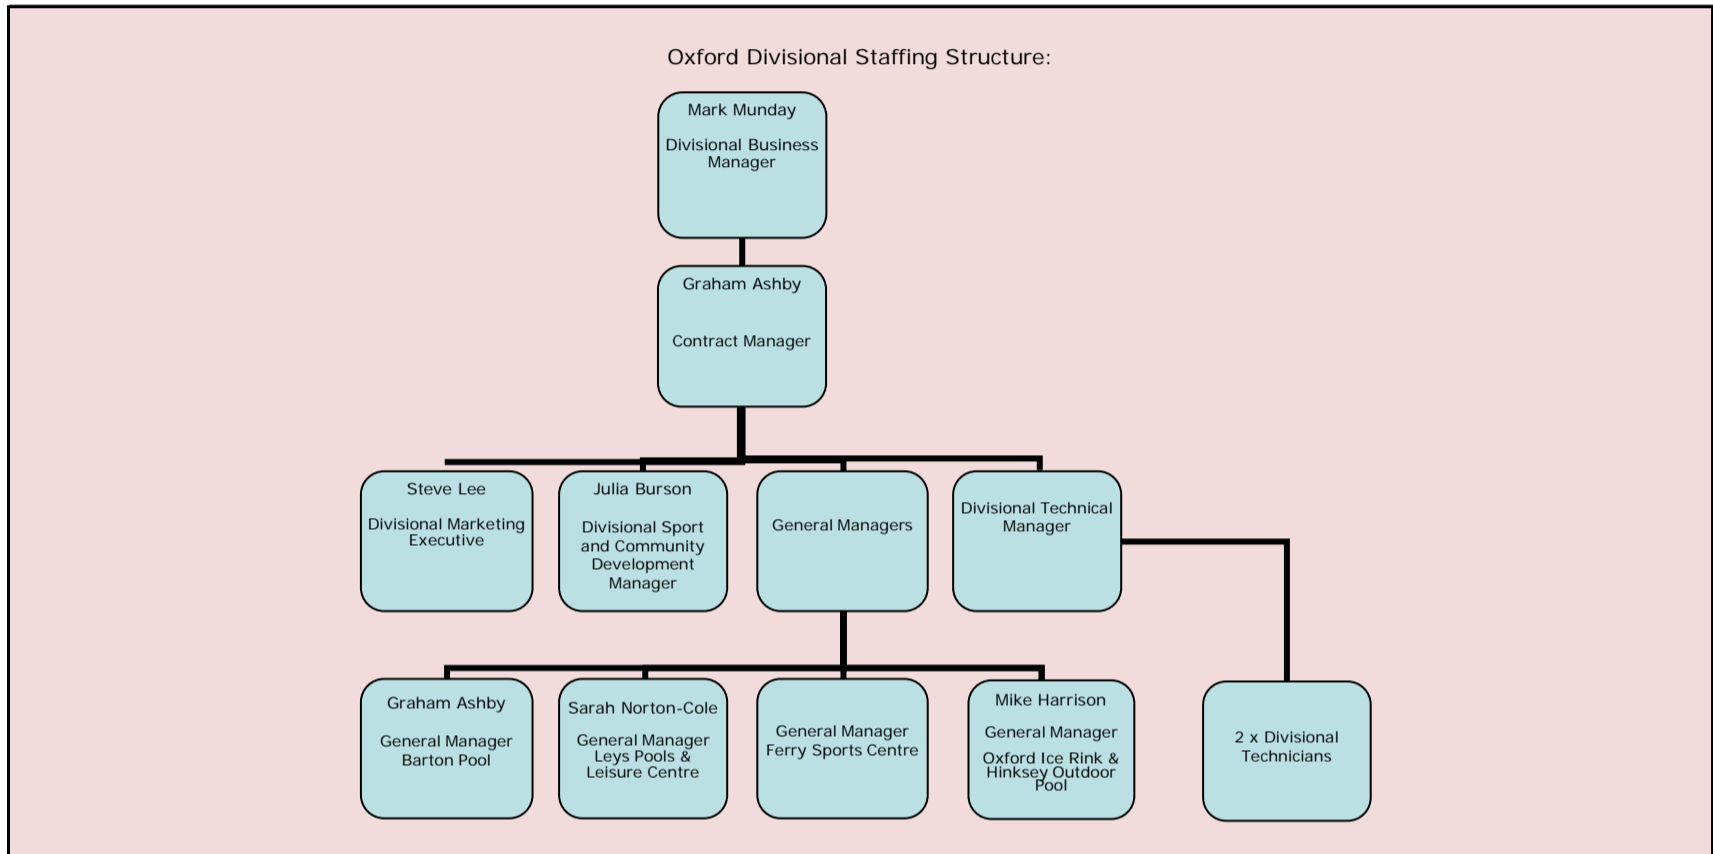 Oxford Divisional Staffing Structure:
Mark Munday
Divisional Business
Manager
Graham Ashby
Contract Manager
Steve Lee
Divisional Marketing
Executive
Julia Burson
Divisional Sport
and Community
Development
Manager
General Managers
Divisional Technical
Manager
Graham Ashby
General Manager
Barton Pool
Sarah Norton-Cole
General Manager
Leys Pools &
Leisure Centre
General Manager
Ferry Sports Centre
Mike Harrison
General Manager
Oxford Ice Rink &
Hinksey Outdoor
Pool
2 x Divisional
Technicians